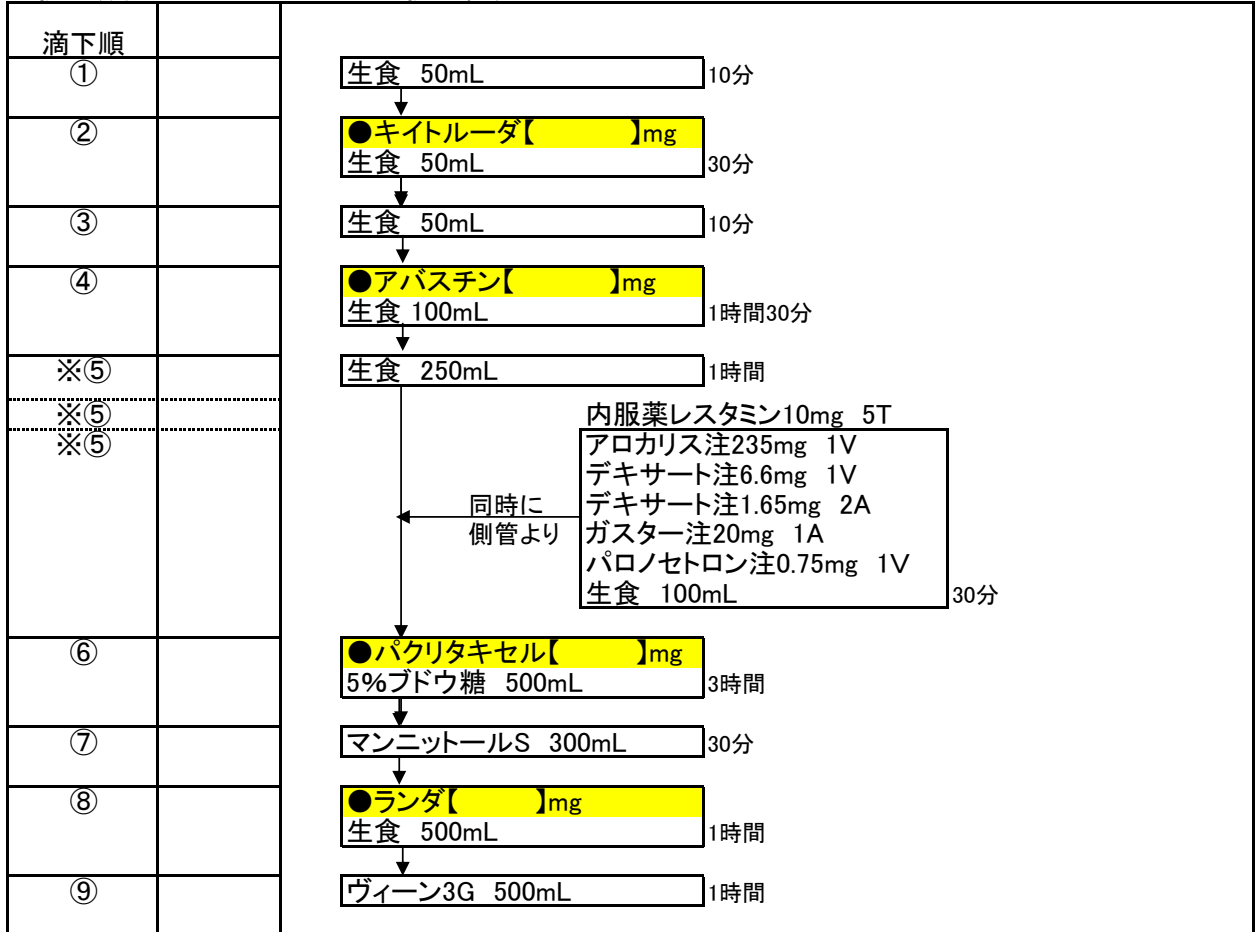 滴下順
① 生食 50mL 10分
② ●キイトルーダ【 】mg
生食 50mL 30分
③ 生食 50mL 10分
④ ●アバスチン【 】mg
生食 100mL 1時間30分
※⑤ 生食 250mL 1時間
※⑤ 内服薬レスタミン10mg 5T
※⑤ アロカリス注235mg 1V
デキサート注6.6mg 1V
同時に デキサート注1.65mg 2A
側管より ガスター注20mg 1A
パロノセトロン注0.75mg 1V
生食 100mL 30分
⑥ ●パクリタキセル【 】mg
5%ブドウ糖 500mL 3時間
⑦ マンニットールS 300mL 30分
⑧ ●ランダ【 】mg
生食 500mL 1時間
⑨ ヴィーン3G 500mL 1時間